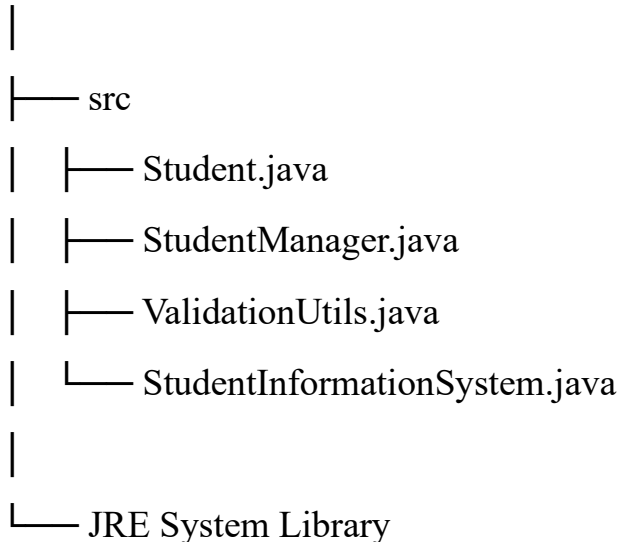 │
├── src
│ ├── Student.java
│ ├── StudentManager.java
│ ├── ValidationUtils.java
│ └── StudentInformationSystem.java
│
└── JRE System Library